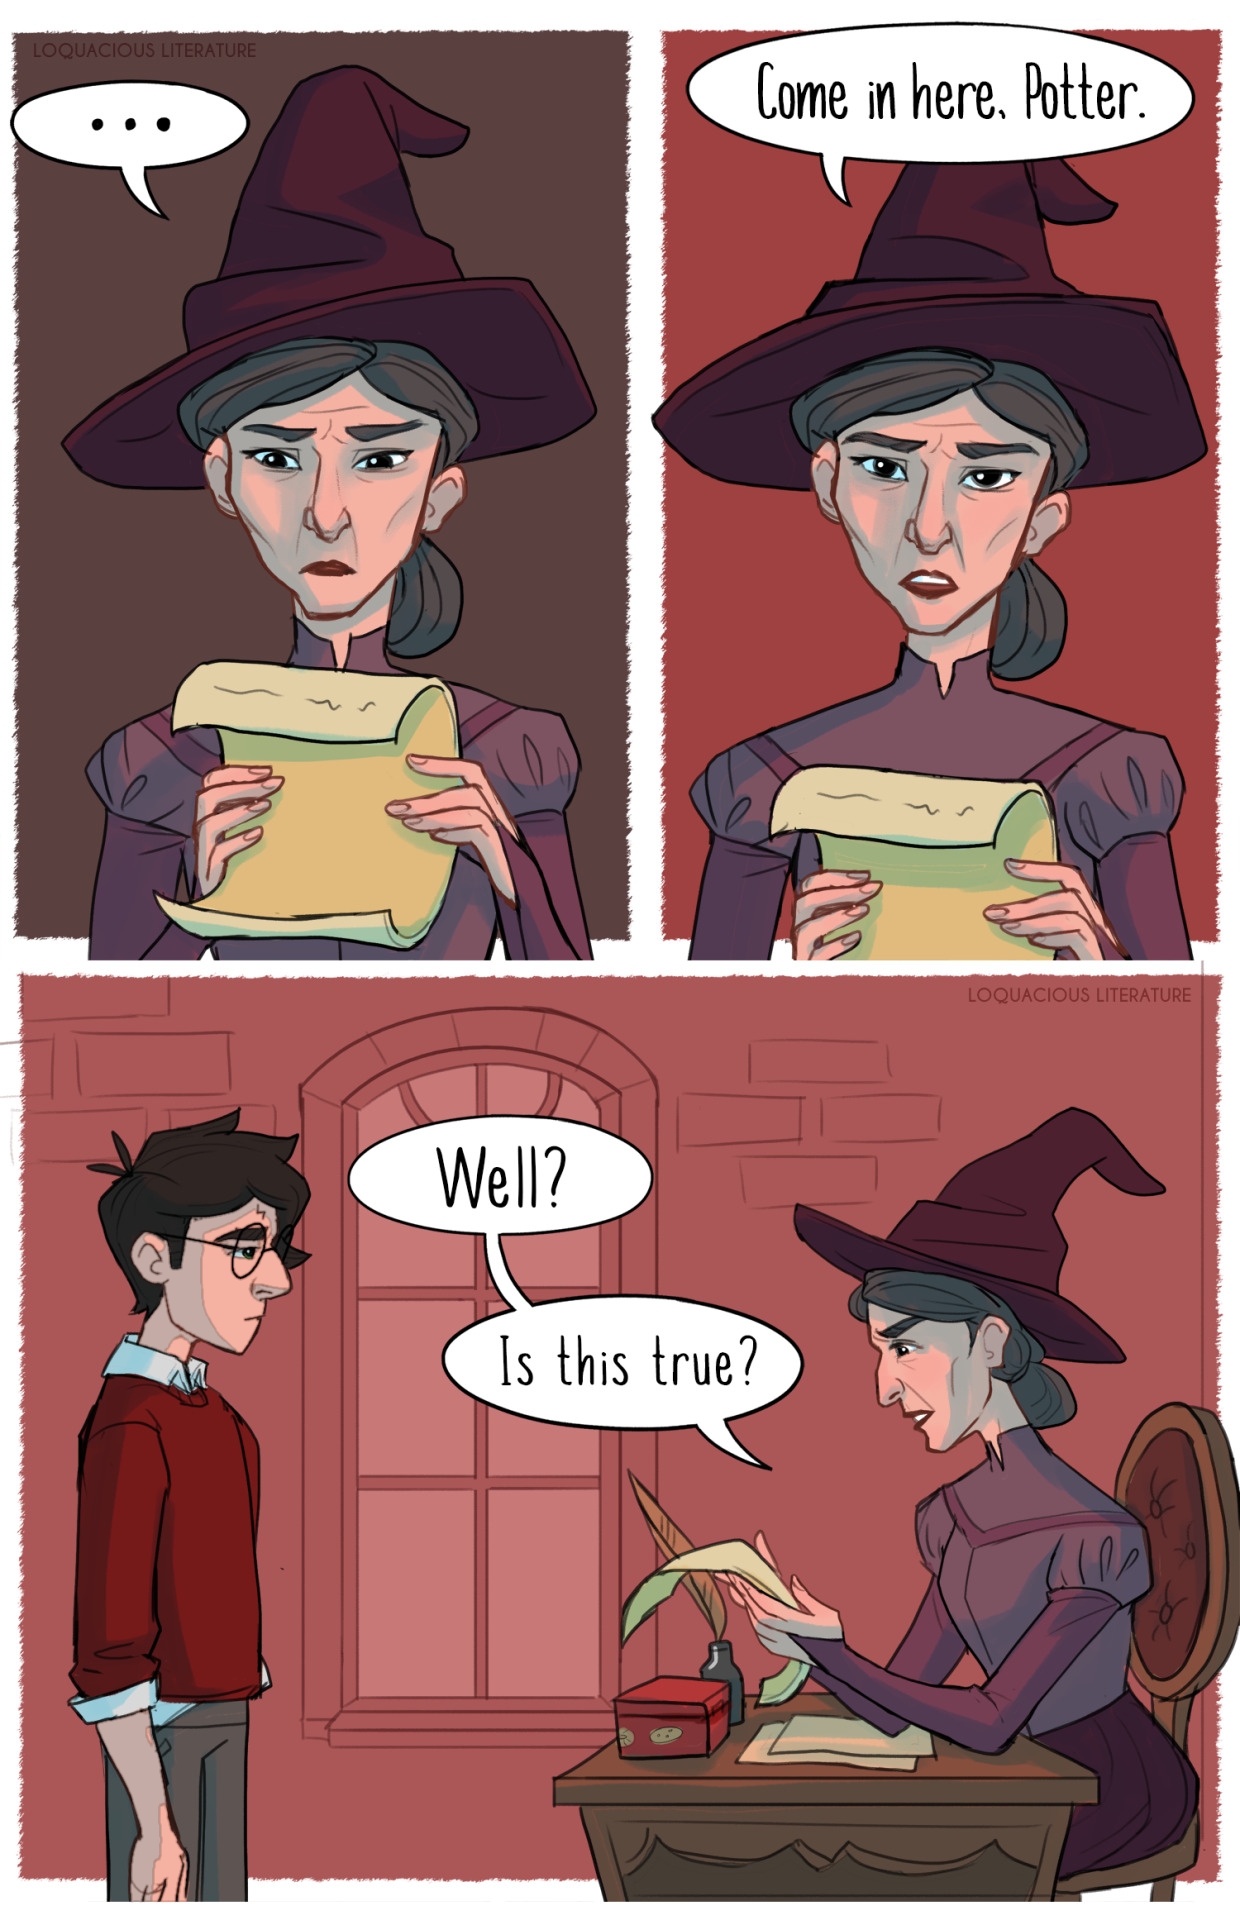 LOQUACIOUS LITERATURE
...
Come in here, Potter.
LOQUACIOUS LITERATURE
Well?
Is this true?